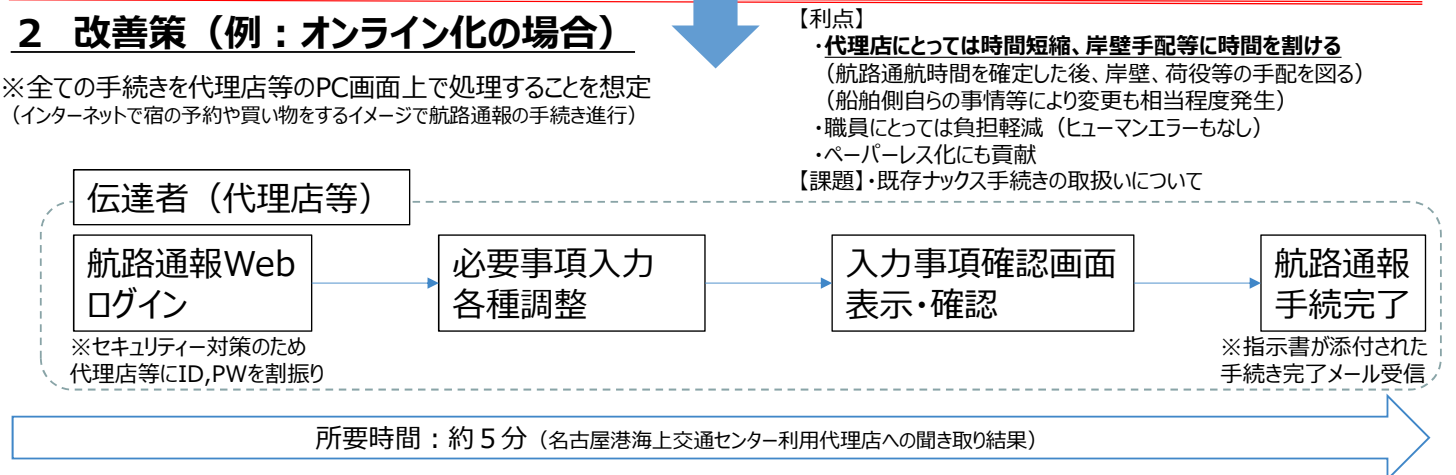 2 改善策（例：オンライン化の場合）
※全ての手続きを代理店等のPC画面上で処理することを想定
（インターネットで宿の予約や買い物をするイメージで航路通報の手続き進行）
【利点】
・代理店にとっては時間短縮、岸壁手配等に時間を割ける
（航路通航時間を確定した後、岸壁、荷役等の手配を図る）
（船舶側自らの事情等により変更も相当程度発生）
・職員にとっては負担軽減（ヒューマンエラーもなし）
・ペーパーレス化にも貢献
【課題】・既存ナックス手続きの取扱いについて
伝達者（代理店等）
航路通報Web
ログイン
※セキュリティー対策のため
代理店等にID,PWを割振り
必要事項入力
各種調整
入力事項確認画面
表示・確認
航路通報
手続完了
※指示書が添付された
手続き完了メール受信
所要時間：約５分（名古屋港海上交通センター利用代理店への聞き取り結果）